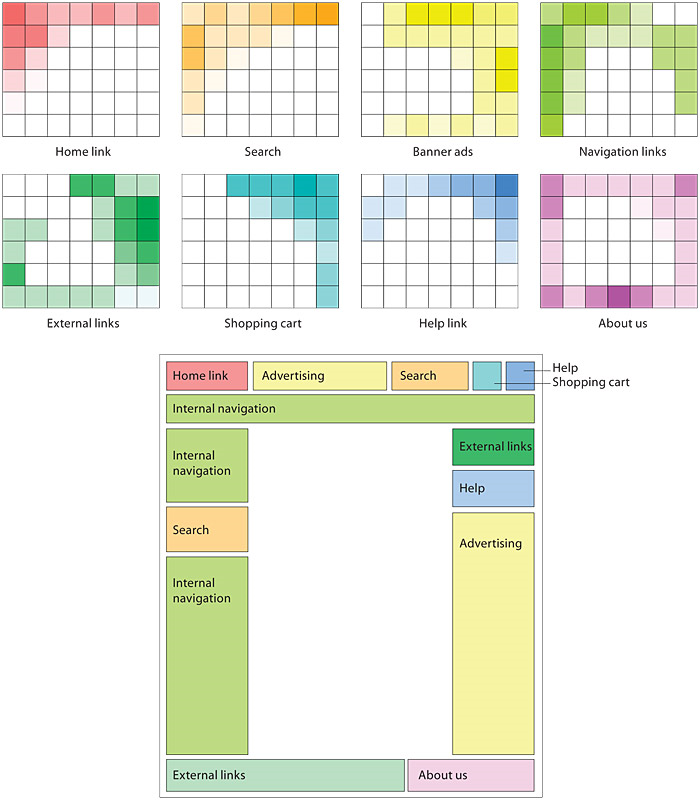 Home link
Search
Banner ads
Navigation links
External links
Shopping cart
Help link
About us
Home link
Advertising
Search
Help
Shopping cart
Internal navigation
Internal
navigation
External links
Help
Search
Advertising
Internal
navigation
External links
About us